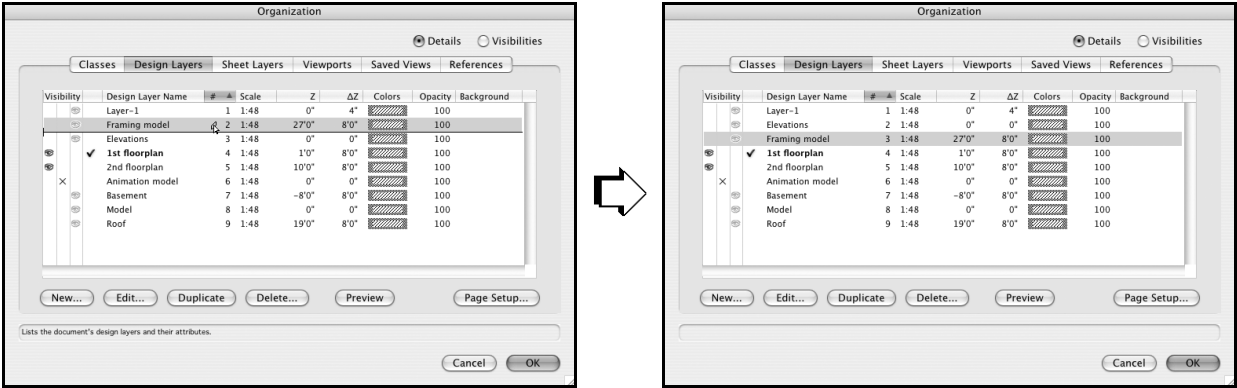 Organization
Details Visibilities
Classes Design Layers Sheet Layers Viewports Saved Views References
Visibility Design Layer Name # Scale Z ΔZ Colors Opacity Background
Layer-1 1 1:48 0" 4" 100
Framing model 2 1:48 27'0" 8'0" 100
Elevations 3 1:48 0" 0" 100
1st floorplan 4 1:48 1'0" 8'0" 100
2nd floorplan 5 1:48 10'0" 8'0" 100
Animation model 6 1:48 0" 0" 100
Basement 7 1:48 -8'0" 8'0" 100
Model 8 1:48 0" 0" 100
Roof 9 1:48 19'0" 8'0" 100
New... Edit... Duplicate Delete... Preview Page Setup...
Lists the document's design layers and their attributes.
Cancel OK
Organization
Details Visibilities
Classes Design Layers Sheet Layers Viewports Saved Views References
Visibility Design Layer Name # Scale Z ΔZ Colors Opacity Background
Layer-1 1 1:48 0" 4" 100
Elevations 2 1:48 0" 0" 100
Framing model 3 1:48 27'0" 8'0" 100
1st floorplan 4 1:48 1'0" 8'0" 100
2nd floorplan 5 1:48 10'0" 8'0" 100
Animation model 6 1:48 0" 0" 100
Basement 7 1:48 -8'0" 8'0" 100
Model 8 1:48 0" 0" 100
Roof 9 1:48 19'0" 8'0" 100
New... Edit... Duplicate Delete... Preview Page Setup...
Cancel OK